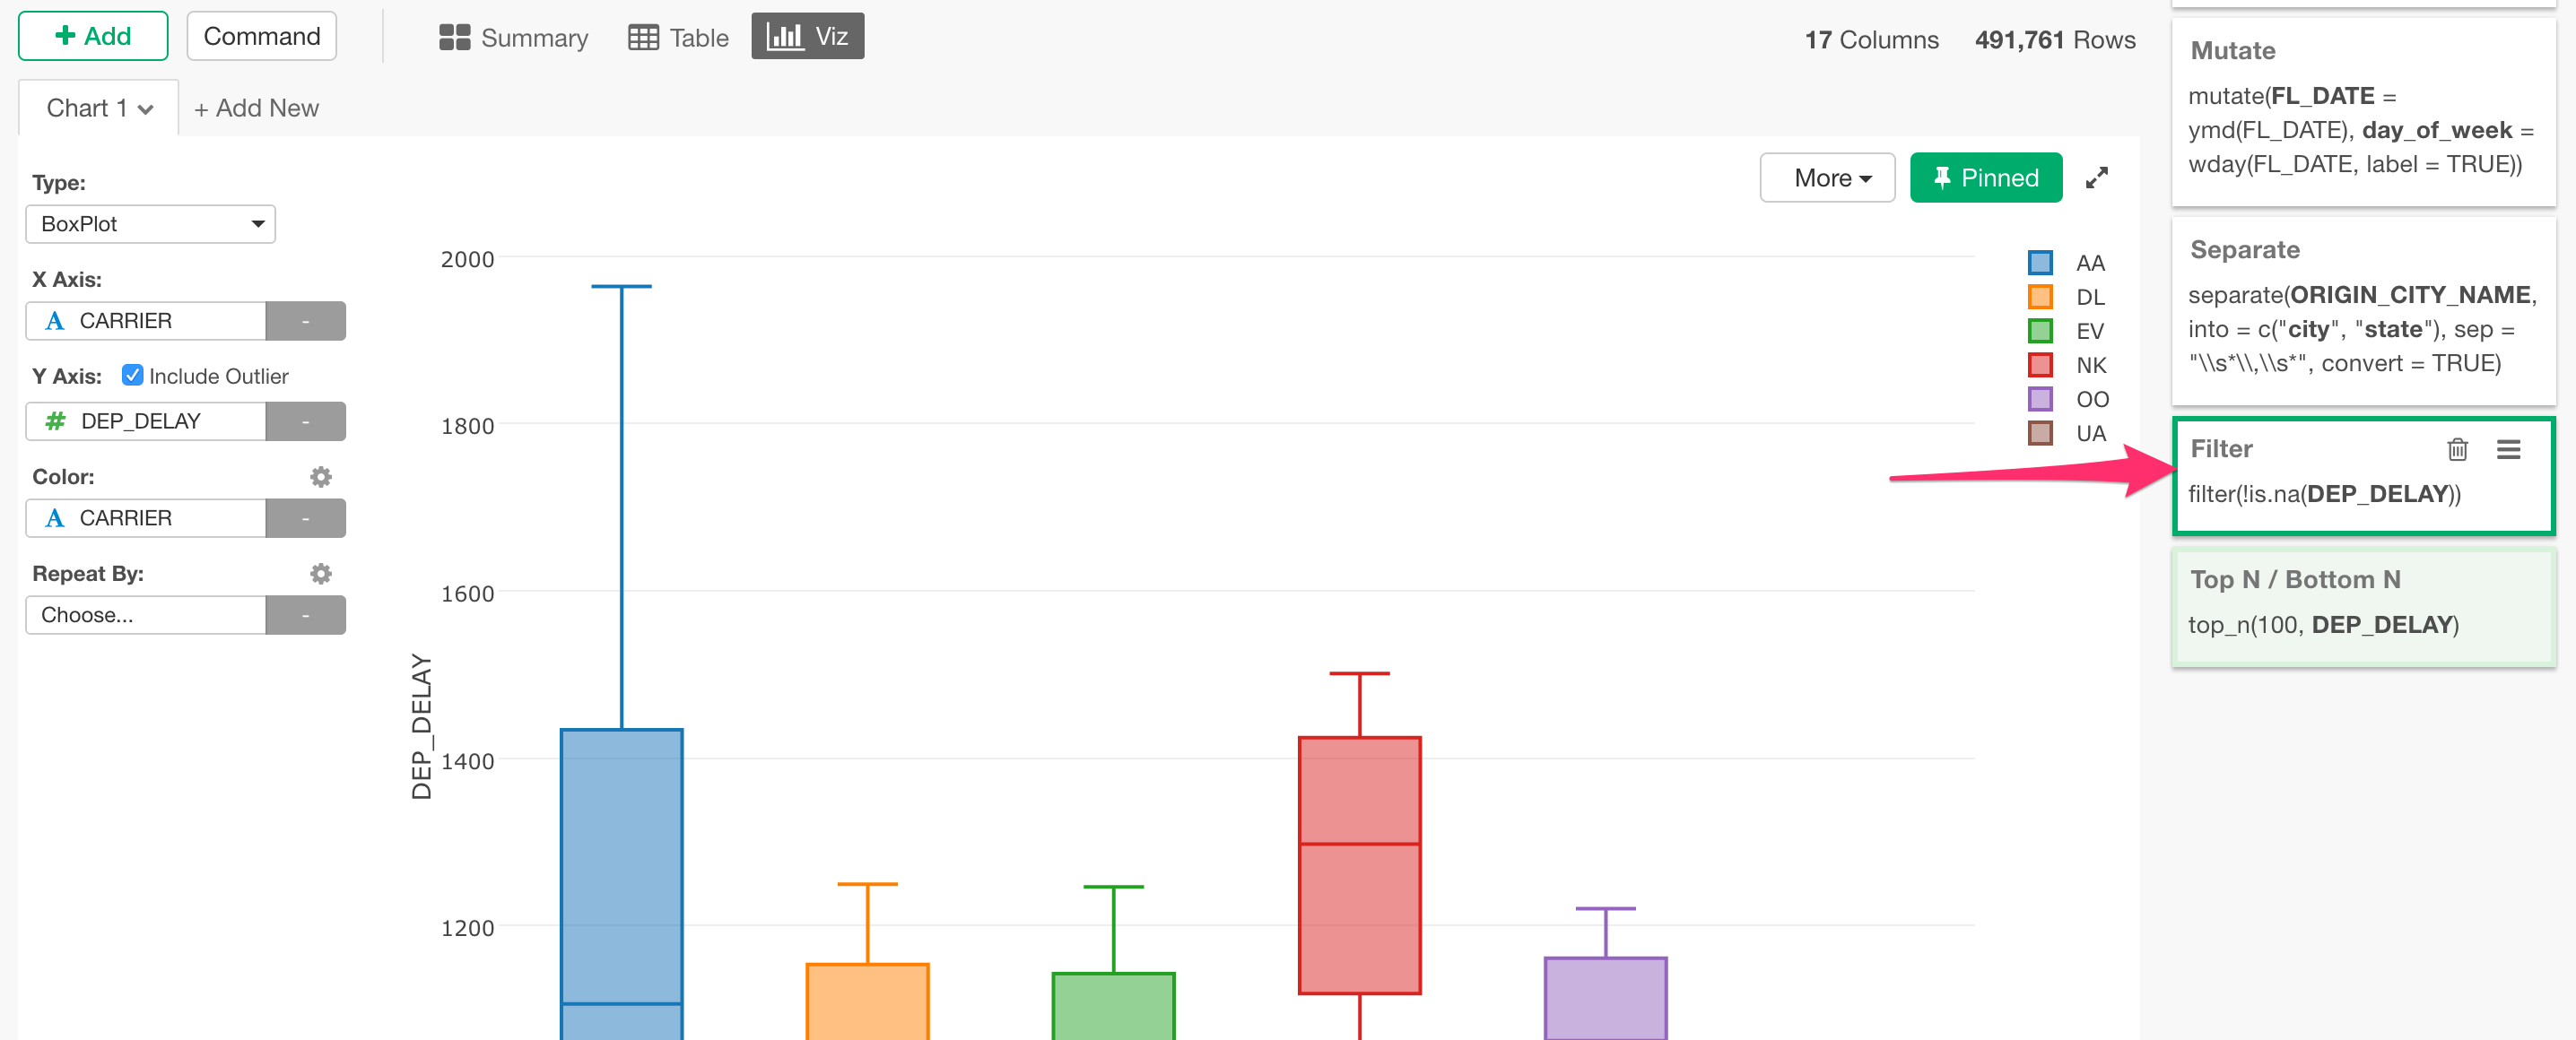 + Add
Command
Summary
Table
Viz
17 Columns 491,761 Rows
Chart 1
+ Add New
Type:
BoxPlot
X Axis:
A CARRIER -
Y Axis: Include Outlier
# DEP_DELAY -
Color:
A CARRIER -
Repeat By:
Choose... -
More
Pinned
DEP_DELAY
2000
1800
1600
1400
1200
AA
DL
EV
NK
OO
UA
Mutate
mutate(FL_DATE =
ymd(FL_DATE), day_of_week =
wday(FL_DATE, label = TRUE))
Separate
separate(ORIGIN_CITY_NAME,
into = c("city", "state"), sep =
"\\s*\\,\\s*", convert = TRUE)
Filter
filter(!is.na(DEP_DELAY))
Top N / Bottom N
top_n(100, DEP_DELAY)